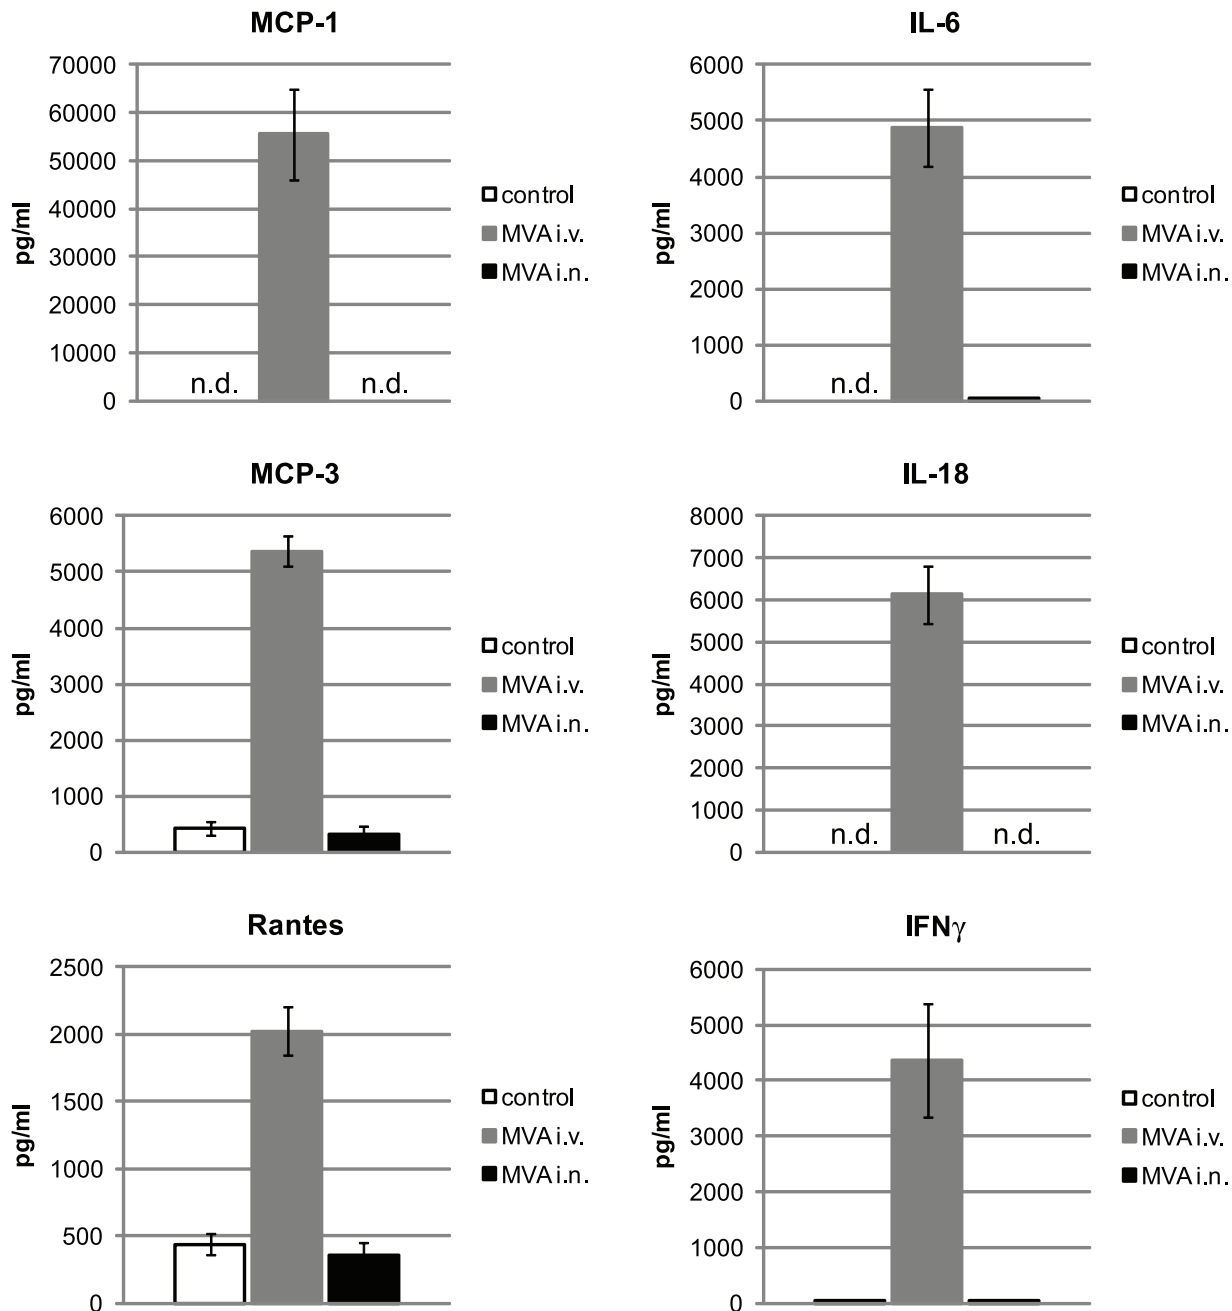 MCP-1
70000
60000
50000
40000
30000
20000
10000
0
pg/ml
n.d.
n.d.
control
MVA i.v.
MVA i.n.
IL-6
6000
5000
4000
3000
2000
1000
0
pg/ml
n.d.
control
MVA i.v.
MVA i.n.
MCP-3
6000
5000
4000
3000
2000
1000
0
pg/ml
control
MVA i.v.
MVA i.n.
IL-18
8000
7000
6000
5000
4000
3000
2000
1000
0
pg/ml
n.d.
n.d.
control
MVA i.v.
MVA i.n.
Rantes
2500
2000
1500
1000
500
0
pg/ml
control
MVA i.v.
MVA i.n.
IFNγ
6000
5000
4000
3000
2000
1000
0
pg/ml
control
MVA i.v.
MVA i.n.